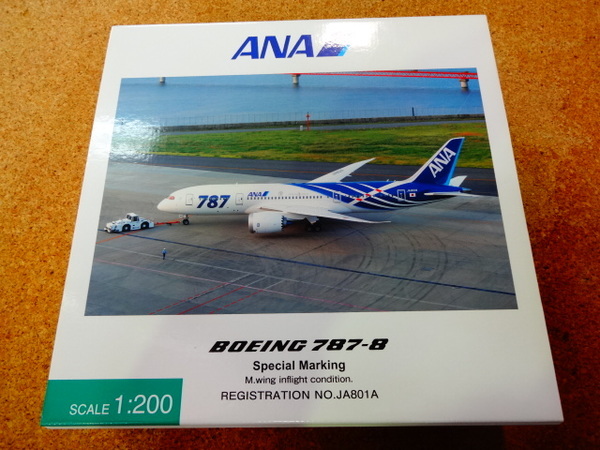 ANA
787
ANA
ANA
BOEING 787-8
Special Marking
M.wing inflight condition.
REGISTRATION NO.JA801A
SCALE 1:200